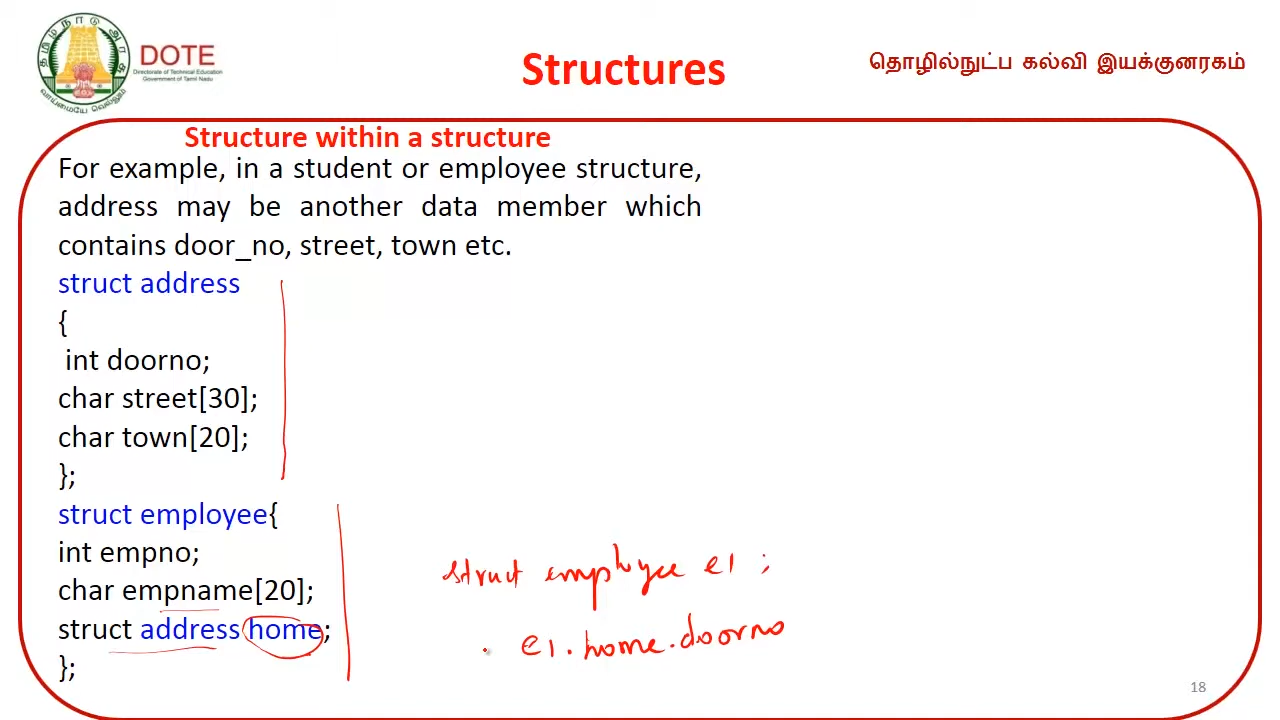 தமிழ்நாடு அரசு
வாய்மையே வெல்லும்
DOTE
Directorate of Technical Education
Government of Tamil Nadu
Structures
தொழில்நுட்ப கல்வி இயக்குனரகம்
Structure within a structure
For example, in a student or employee structure,
address may be another data member which
contains door_no, street, town etc.
struct address
{
int doorno;
char street[30];
char town[20];
};
struct employee{
int empno;
char empname[20];
struct address home;
};
struct employee e1 ;
e1.home.doorno
18